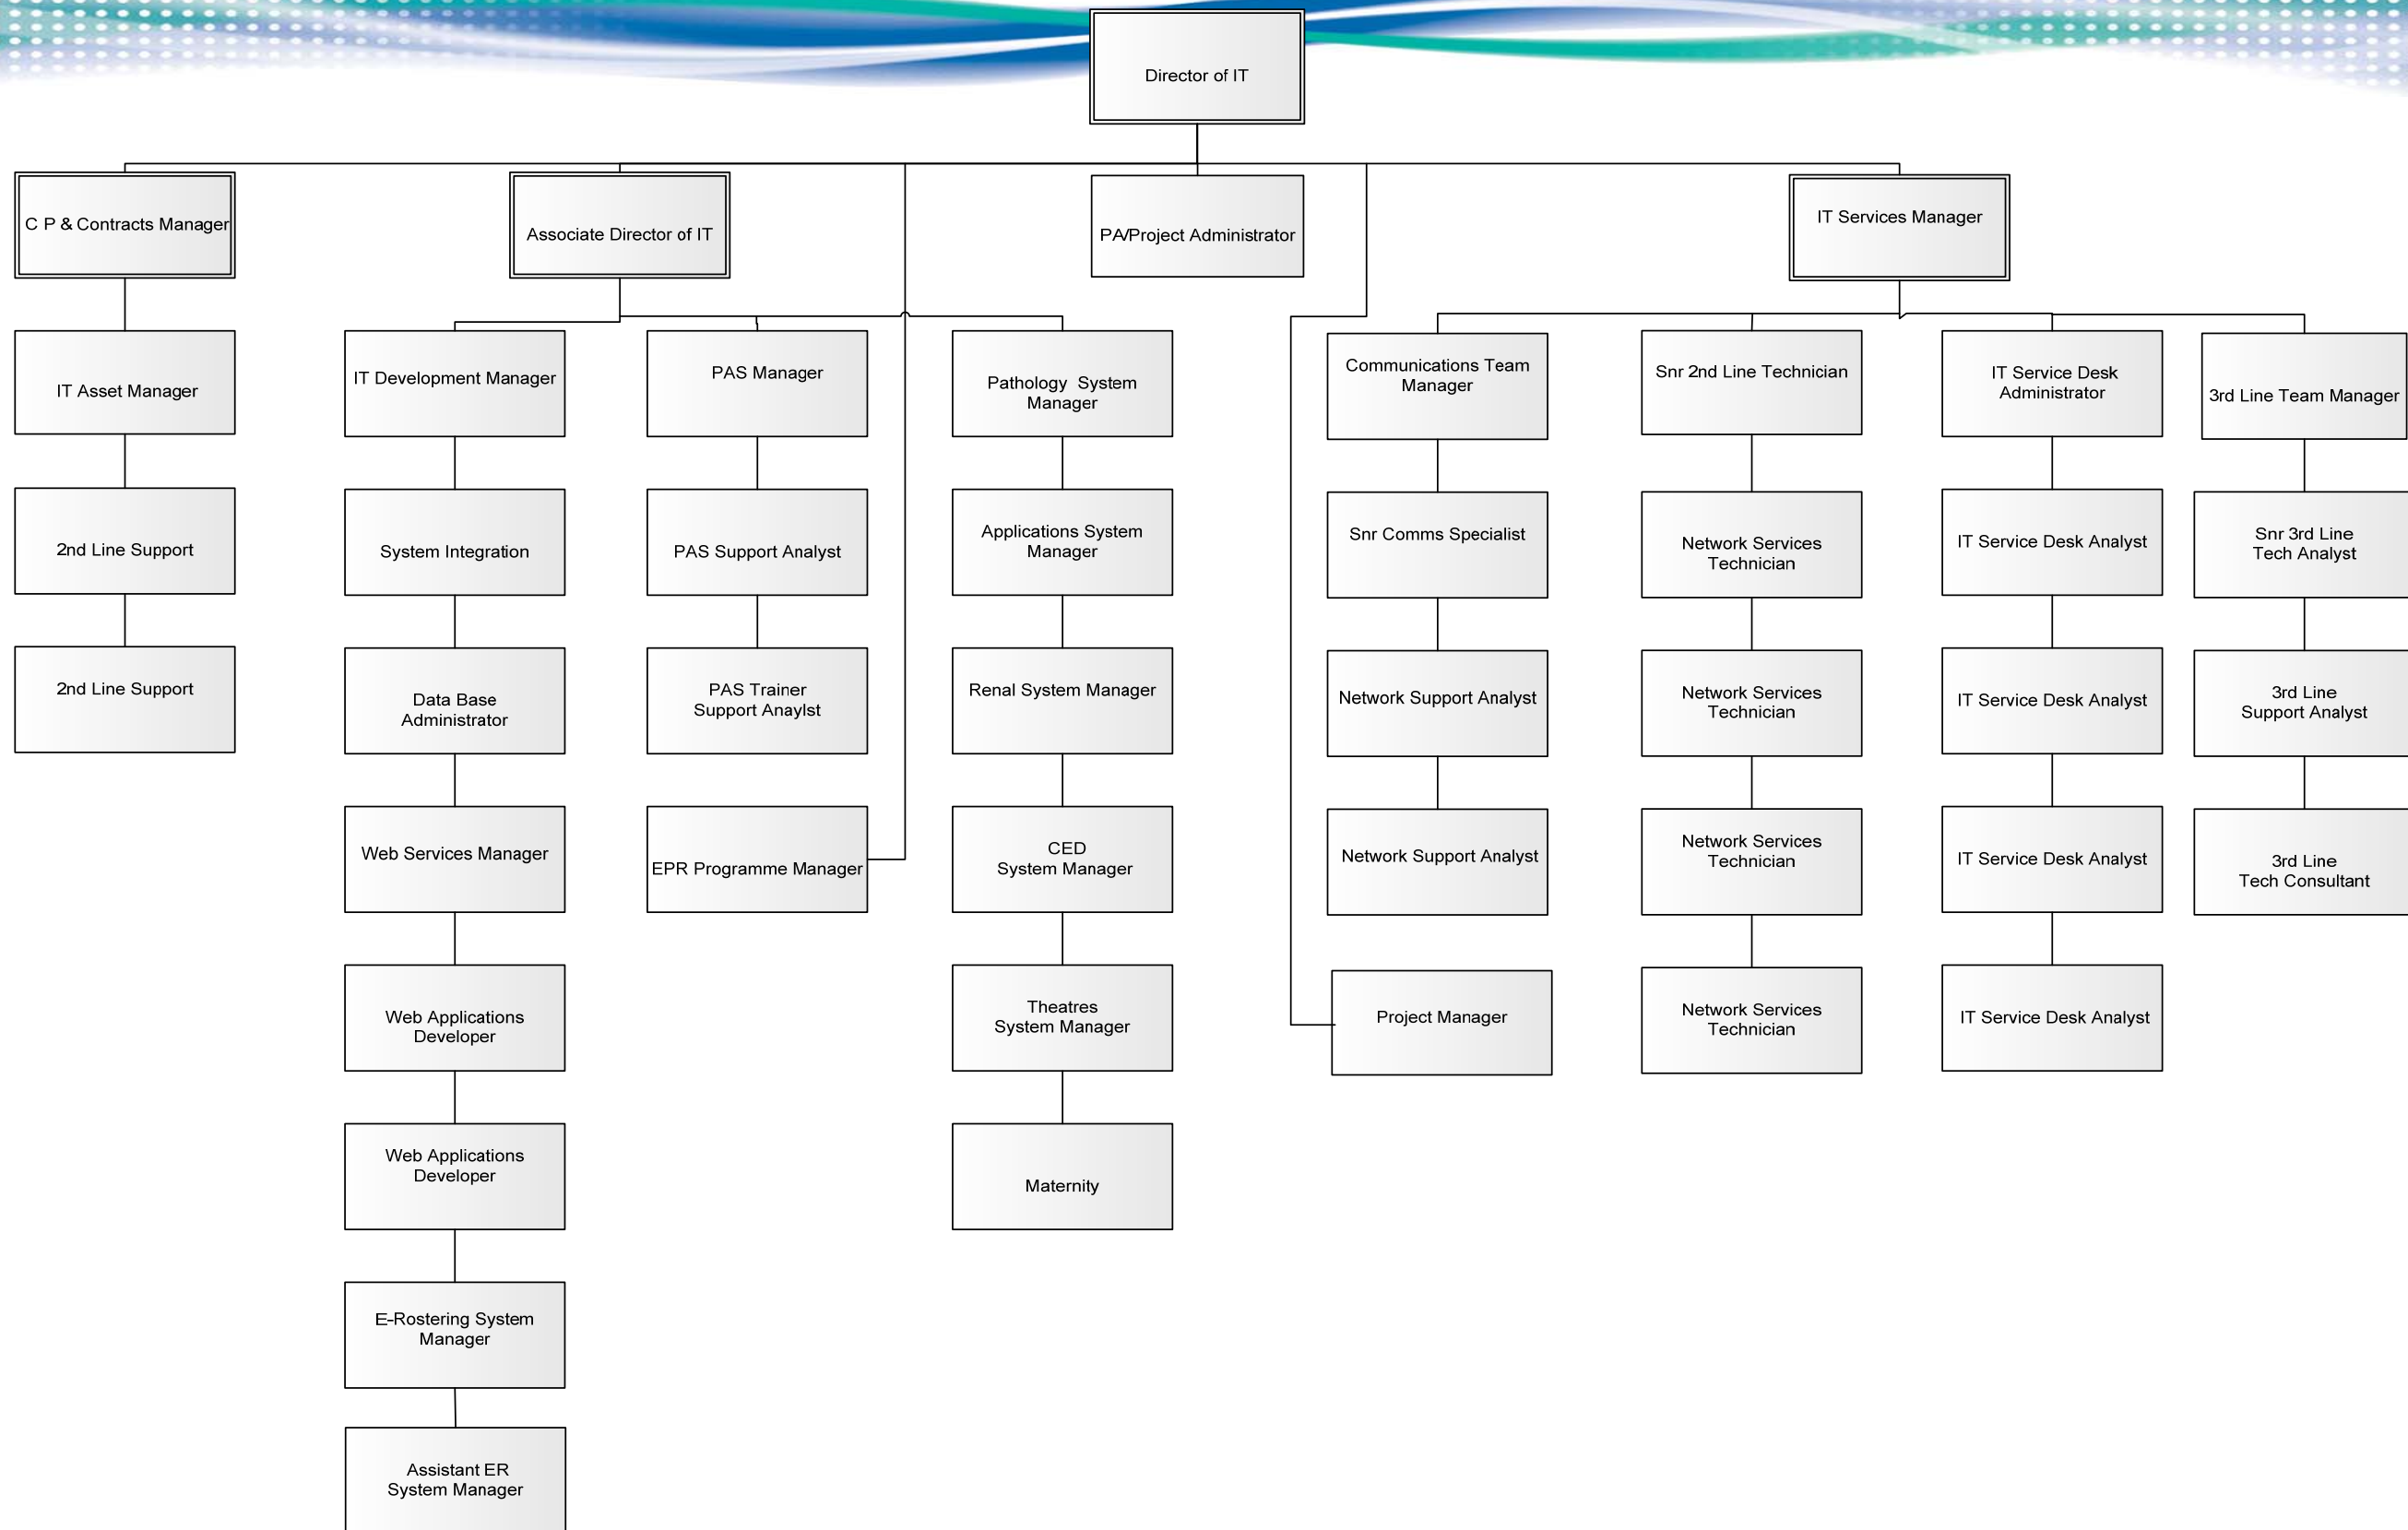 Director of IT
C P & Contracts Manager
Associate Director of IT
PA/Project Administrator
IT Services Manager
IT Asset Manager
2nd Line Support
2nd Line Support
IT Development Manager
System Integration
Data Base
Administrator
Web Services Manager
Web Applications
Developer
Web Applications
Developer
E-Rostering System
Manager
Assistant ER
System Manager
PAS Manager
PAS Support Analyst
PAS Trainer
Support Anaylst
EPR Programme Manager
Pathology System
Manager
Applications System
Manager
Renal System Manager
CED
System Manager
Theatres
System Manager
Maternity
Communications Team
Manager
Snr Comms Specialist
Network Support Analyst
Network Support Analyst
Project Manager
Snr 2nd Line Technician
Network Services
Technician
Network Services
Technician
Network Services
Technician
Network Services
Technician
IT Service Desk
Administrator
IT Service Desk Analyst
IT Service Desk Analyst
IT Service Desk Analyst
IT Service Desk Analyst
3rd Line Team Manager
Snr 3rd Line
Tech Analyst
3rd Line
Support Analyst
3rd Line
Tech Consultant